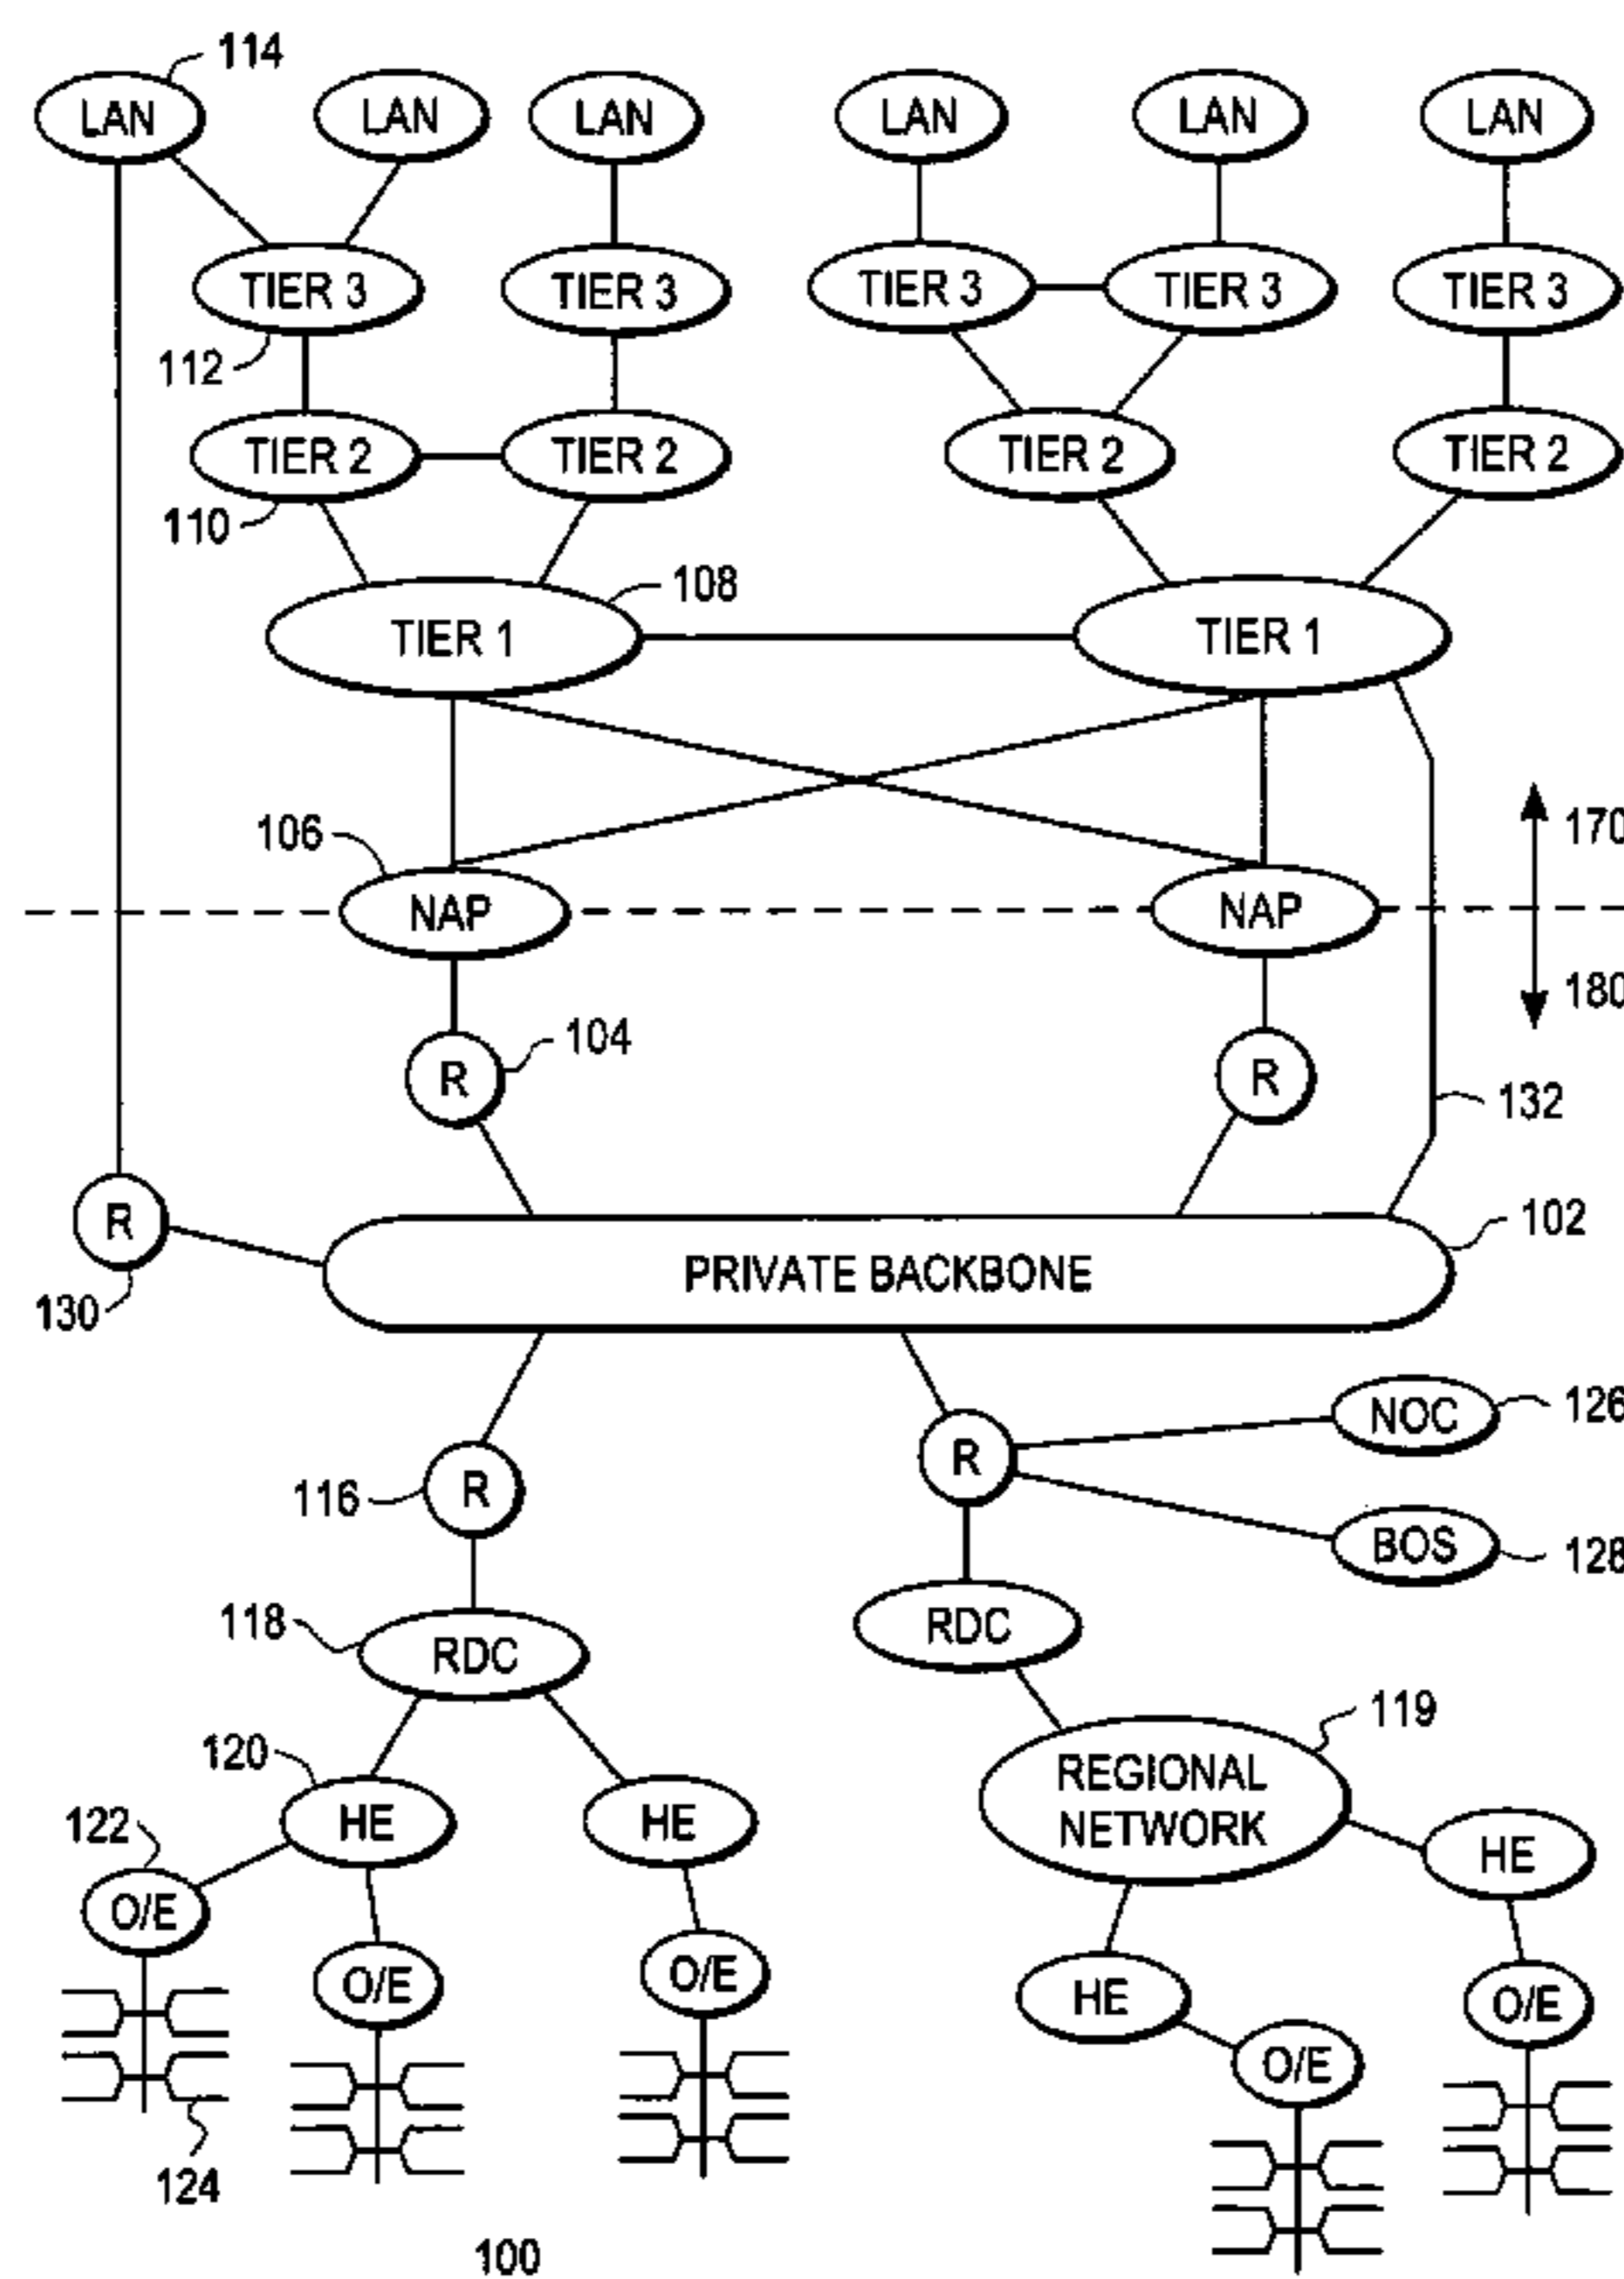 114
LAN
LAN
LAN
LAN
LAN
LAN
TIER 3
TIER 3
TIER 3
TIER 3
TIER 3
112
TIER 2
TIER 2
TIER 2
TIER 2
110
108
TIER 1
TIER 1
106
170
NAP
NAP
180
104
R
R
132
R
102
PRIVATE BACKBONE
130
NOC
126
R
116
R
BOS
128
118
RDC
RDC
119
120
REGIONAL
NETWORK
122
HE
HE
HE
O/E
O/E
O/E
HE
O/E
O/E
124
100